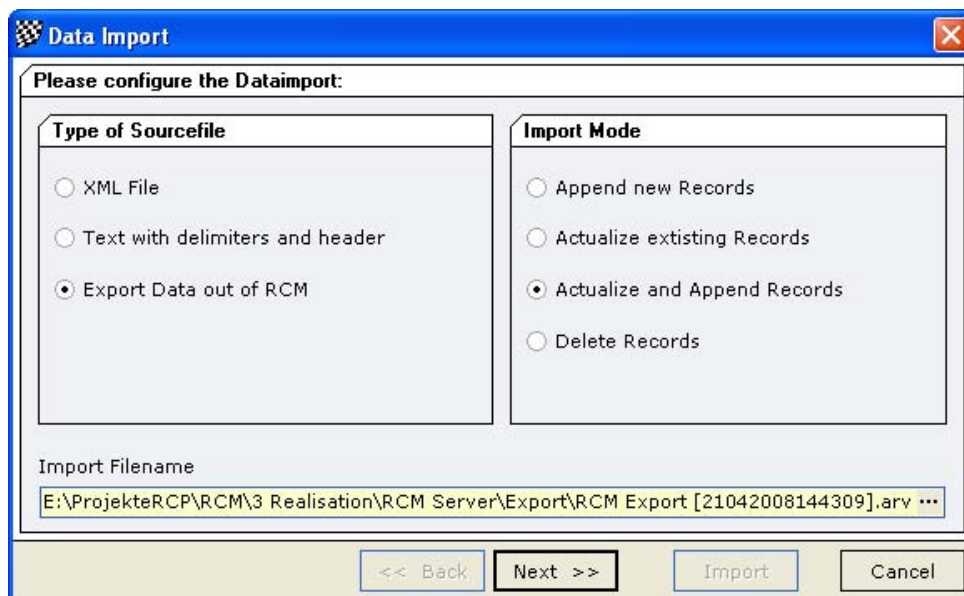 Data Import
Please configure the Dataimport:
Type of Sourcefile
XML File
Text with delimiters and header
Export Data out of RCM
Import Mode
Append new Records
Actualize extisting Records
Actualize and Append Records
Delete Records
Import Filename
E:\ProjekteRCP\RCM\3 Realisation\RCM Server\Export\RCM Export [21042008144309].arv ...
<< Back Next >> Import Cancel